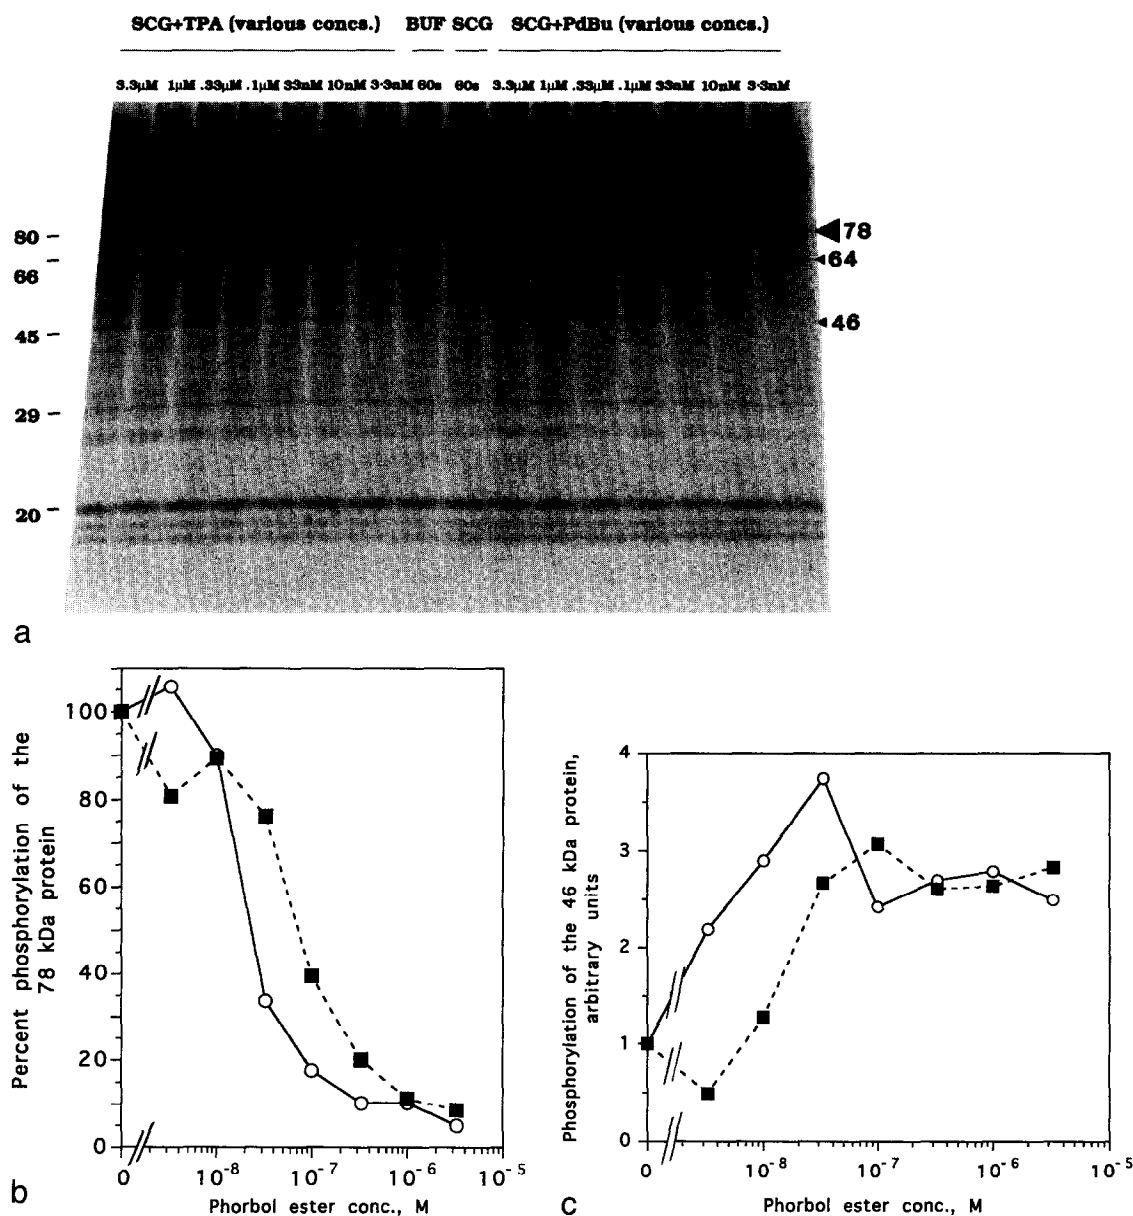 SCG+TPA (various concs.) BUF SCG SCG+PdBu (various concs.)
3.3µM 1µM .33µM .1µM 33nM 10nM 3·3nM 60s 60s 3.3µM 1µM .33µM .1µM 33nM 10nM 3·3nM
80
66
45
29
20
78
64
46
a
Percent phosphorylation of the
78 kDa protein
100
80
60
40
20
0
0 10-8 10-7 10-6 10-5
Phorbol ester conc., M
b
Phosphorylation of the 46 kDa protein,
arbitrary units
4
3
2
1
0
0 10-8 10-7 10-6 10-5
Phorbol ester conc., M
c